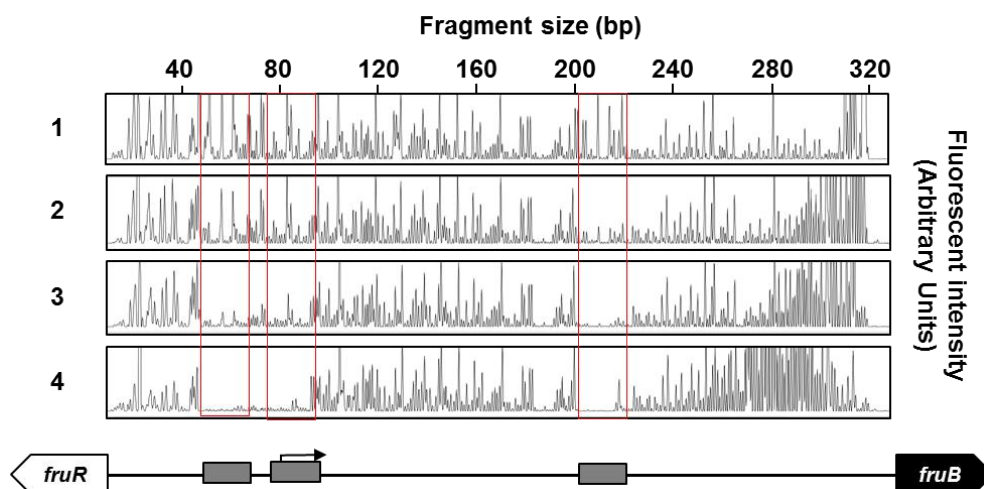 Fragment size (bp)
40 80 120 160 200 240 280 320
1
2
3
4
Fluorescent intensity
(Arbitrary Units)
fruR
fruB